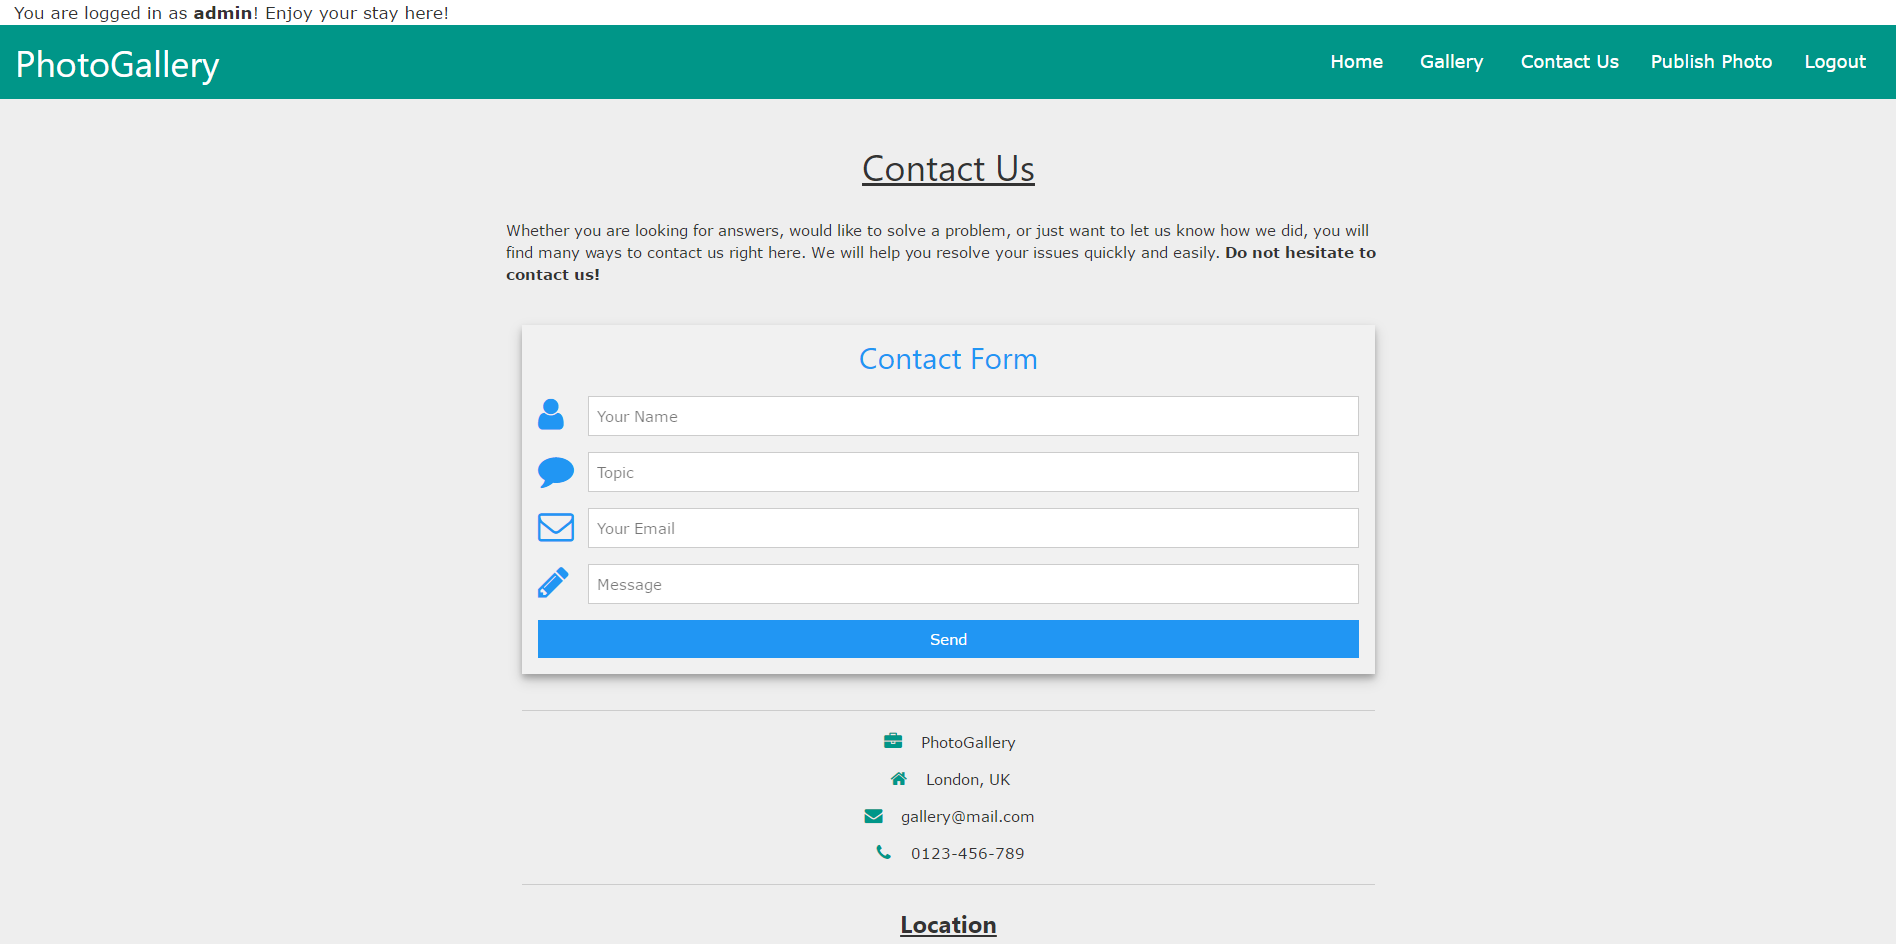 You are logged in as admin! Enjoy your stay here!
PhotoGallery
Home Gallery Contact Us Publish Photo Logout
Contact Us
Whether you are looking for answers, would like to solve a problem, or just want to let us know how we did, you will
find many ways to contact us right here. We will help you resolve your issues quickly and easily. Do not hesitate to
contact us!
Contact Form
Your Name
Topic
Your Email
Message
Send
PhotoGallery
London, UK
gallery@mail.com
0123-456-789
Location